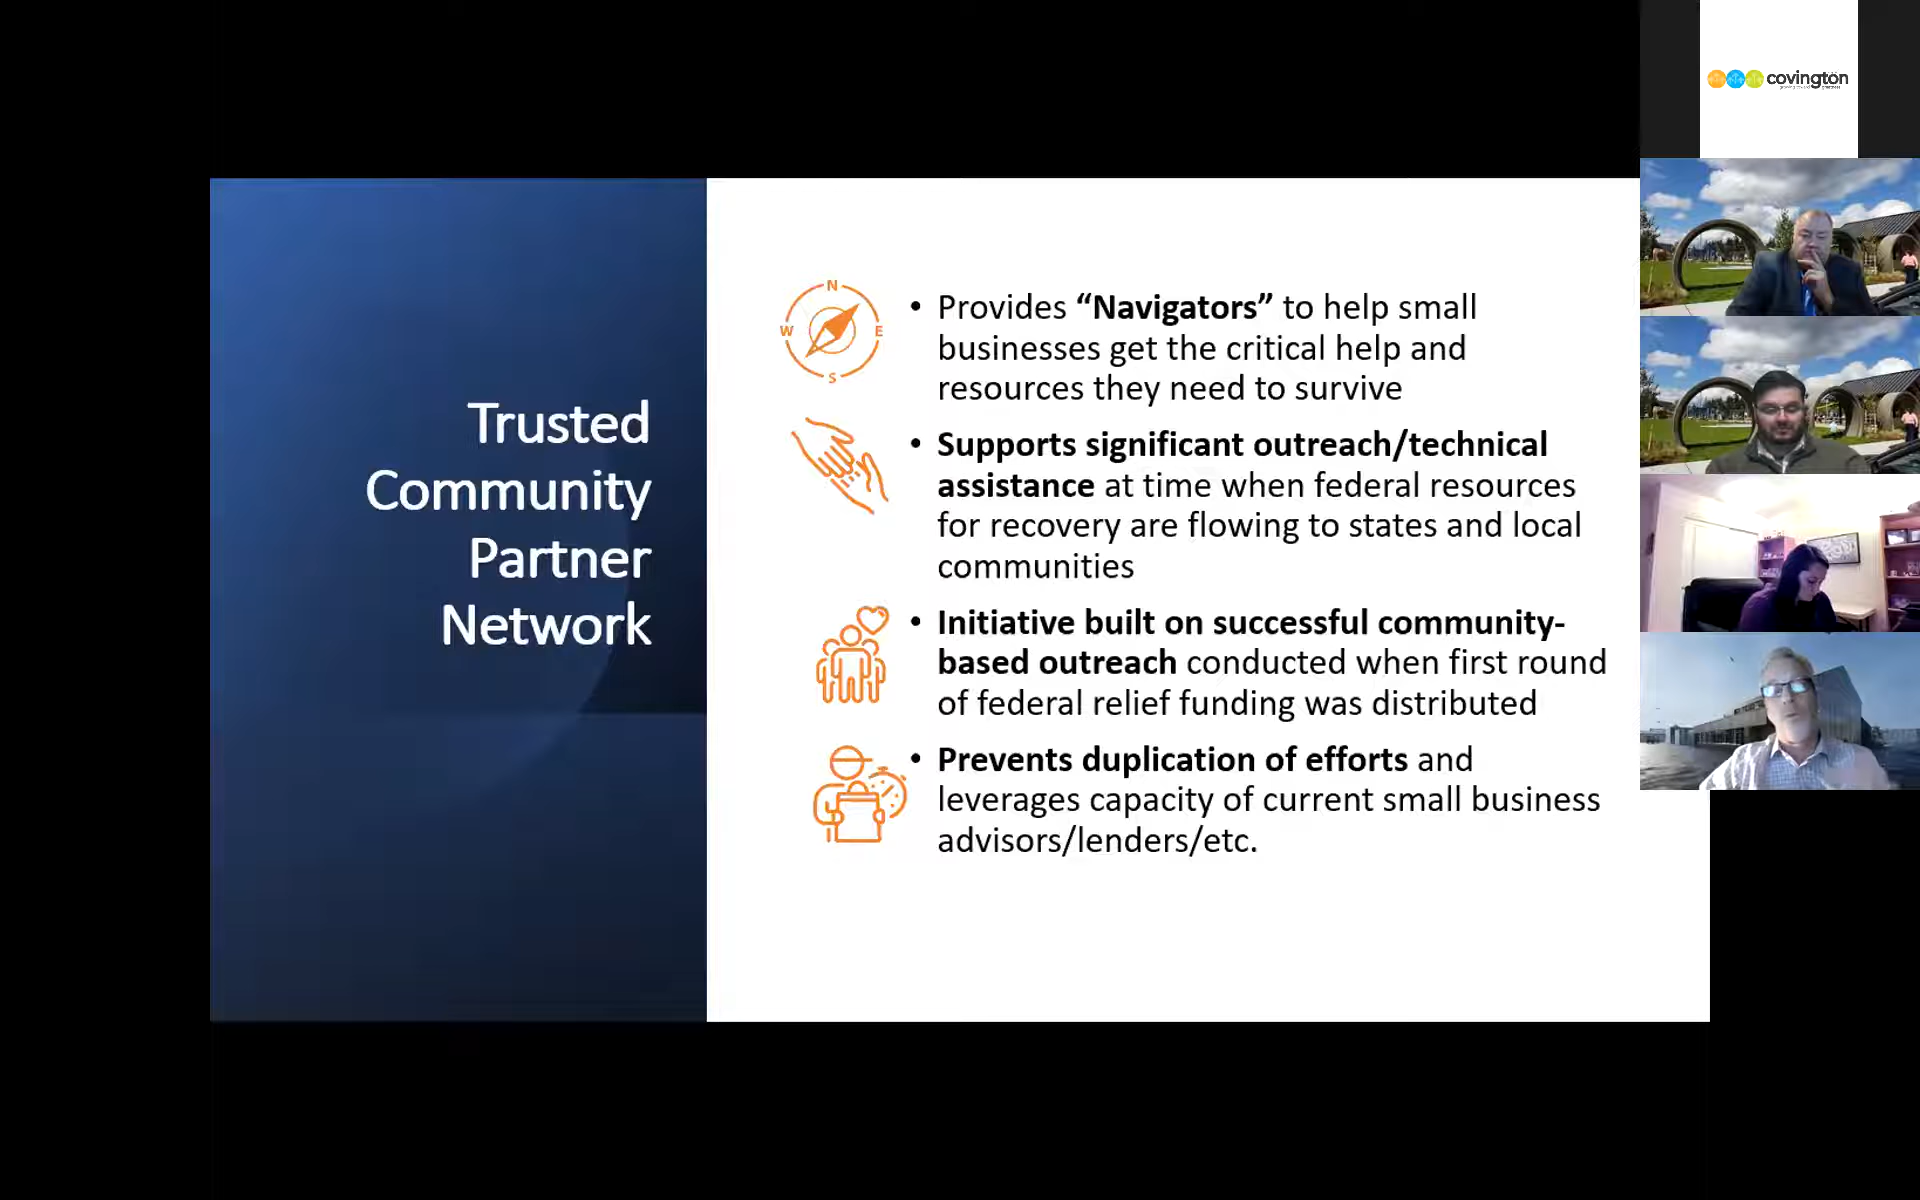 covington
Trusted
Community
Partner
Network
N
W E
S
• Provides “Navigators” to help small
businesses get the critical help and
resources they need to survive
• Supports significant outreach/technical
assistance at time when federal resources
for recovery are flowing to states and local
communities
• Initiative built on successful community-
based outreach conducted when first round
of federal relief funding was distributed
• Prevents duplication of efforts and
leverages capacity of current small business
advisors/lenders/etc.